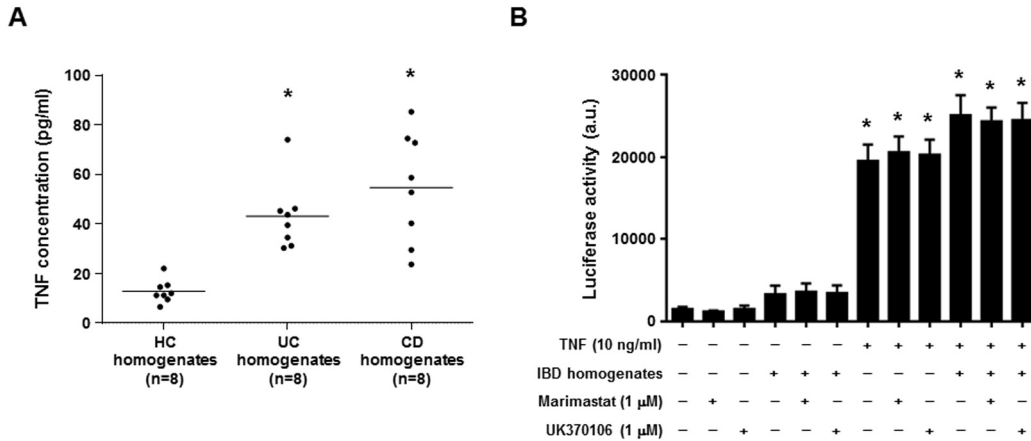 A
TNF concentration (pg/ml)
100
80
60
40
20
0
*
*
HC
homogenates
(n=8)
UC
homogenates
(n=8)
CD
homogenates
(n=8)
B
Luciferase activity (a.u.)
30000
20000
10000
0
* * * * * *
TNF (10 ng/ml) – – – – – – + + + + + +
IBD homogenates – – – + + + – – – + + +
Marimastat (1 µM) – + – – + – – + – – + –
UK370106 (1 µM) – – + – – + – – + – – +